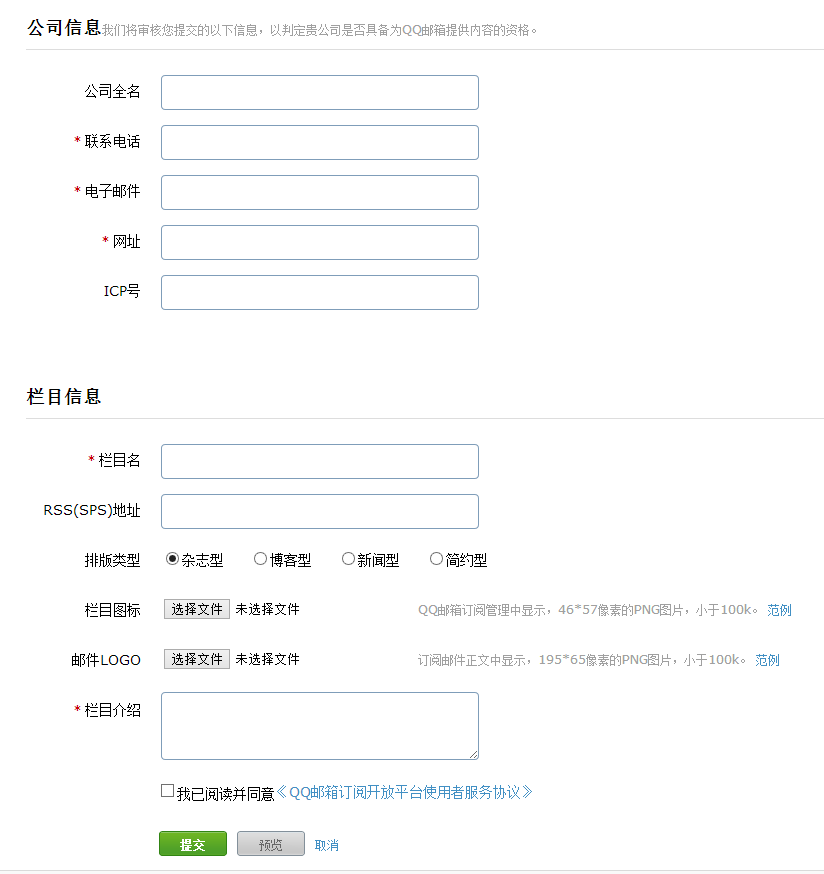 公司信息我们将审核您提交的以下信息，以判定贵公司是否具备为QQ邮箱提供内容的资格。
公司全名
* 联系电话
* 电子邮件
* 网址
ICP号
栏目信息
* 栏目名
RSS(SPS)地址
排版类型 杂志型 博客型 新闻型 简约型
栏目图标 选择文件 未选择文件 QQ邮箱订阅管理中显示，46*57像素的PNG图片，小于100k。 范例
邮件LOGO 选择文件 未选择文件 订阅邮件正文中显示，195*65像素的PNG图片，小于100k。 范例
* 栏目介绍
我已阅读并同意《QQ邮箱订阅开放平台使用者服务协议》
提交 预览 取消